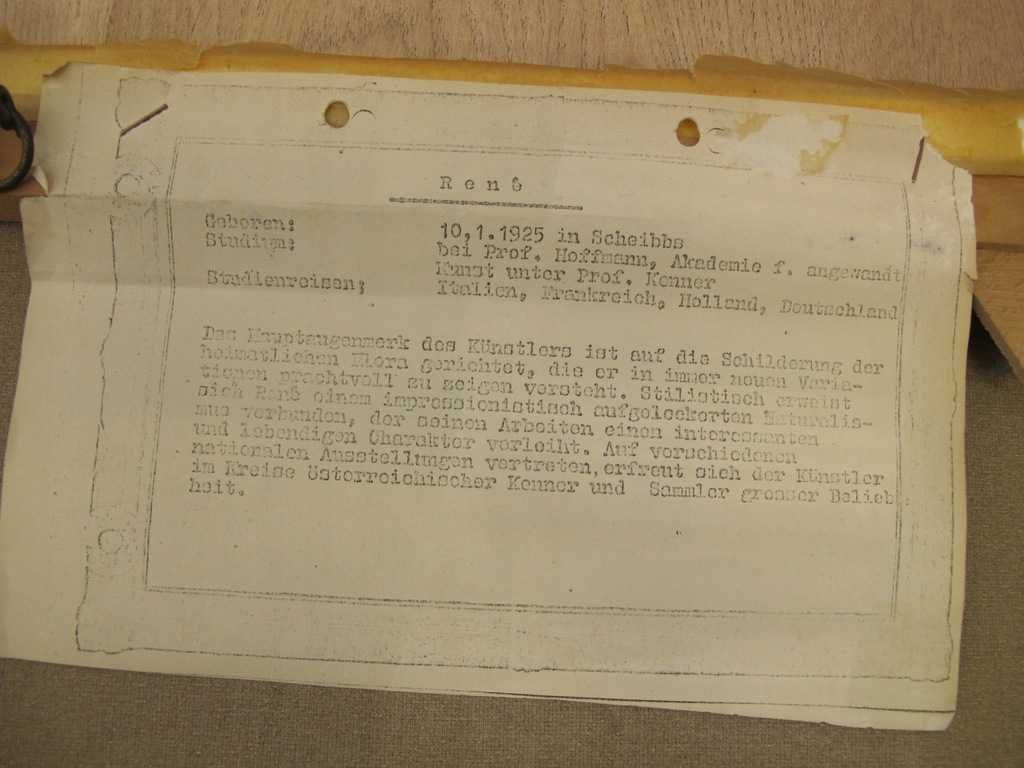 René
Geboren:
10.1.1925 in Scheibbs
Studium:
bei Prof. Hoffmann, Akademie f. angewandt
Kunst unter Prof. Kenner
Studienreisen:
Italien, Frankreich, Holland, Deutschland
Das Hauptaugenmerk des Künstlers ist auf die Schilderung der
heimatlichen Flora gerichtet, die er in immer neuen Varia-
tionen prachtvoll zu zeigen versteht. Stilistisch erweist
sich René einem impressionistisch aufgelockerten Naturalis-
mus verbunden, der seinen Arbeiten einen interessanten
und lebendigen Charakter verleiht. Auf verschiedenen
nationalen Ausstellungen vertreten, erfreut sich der Künstler
im Kreise österreichischer Kenner und Sammler grosser Belieb-
heit.